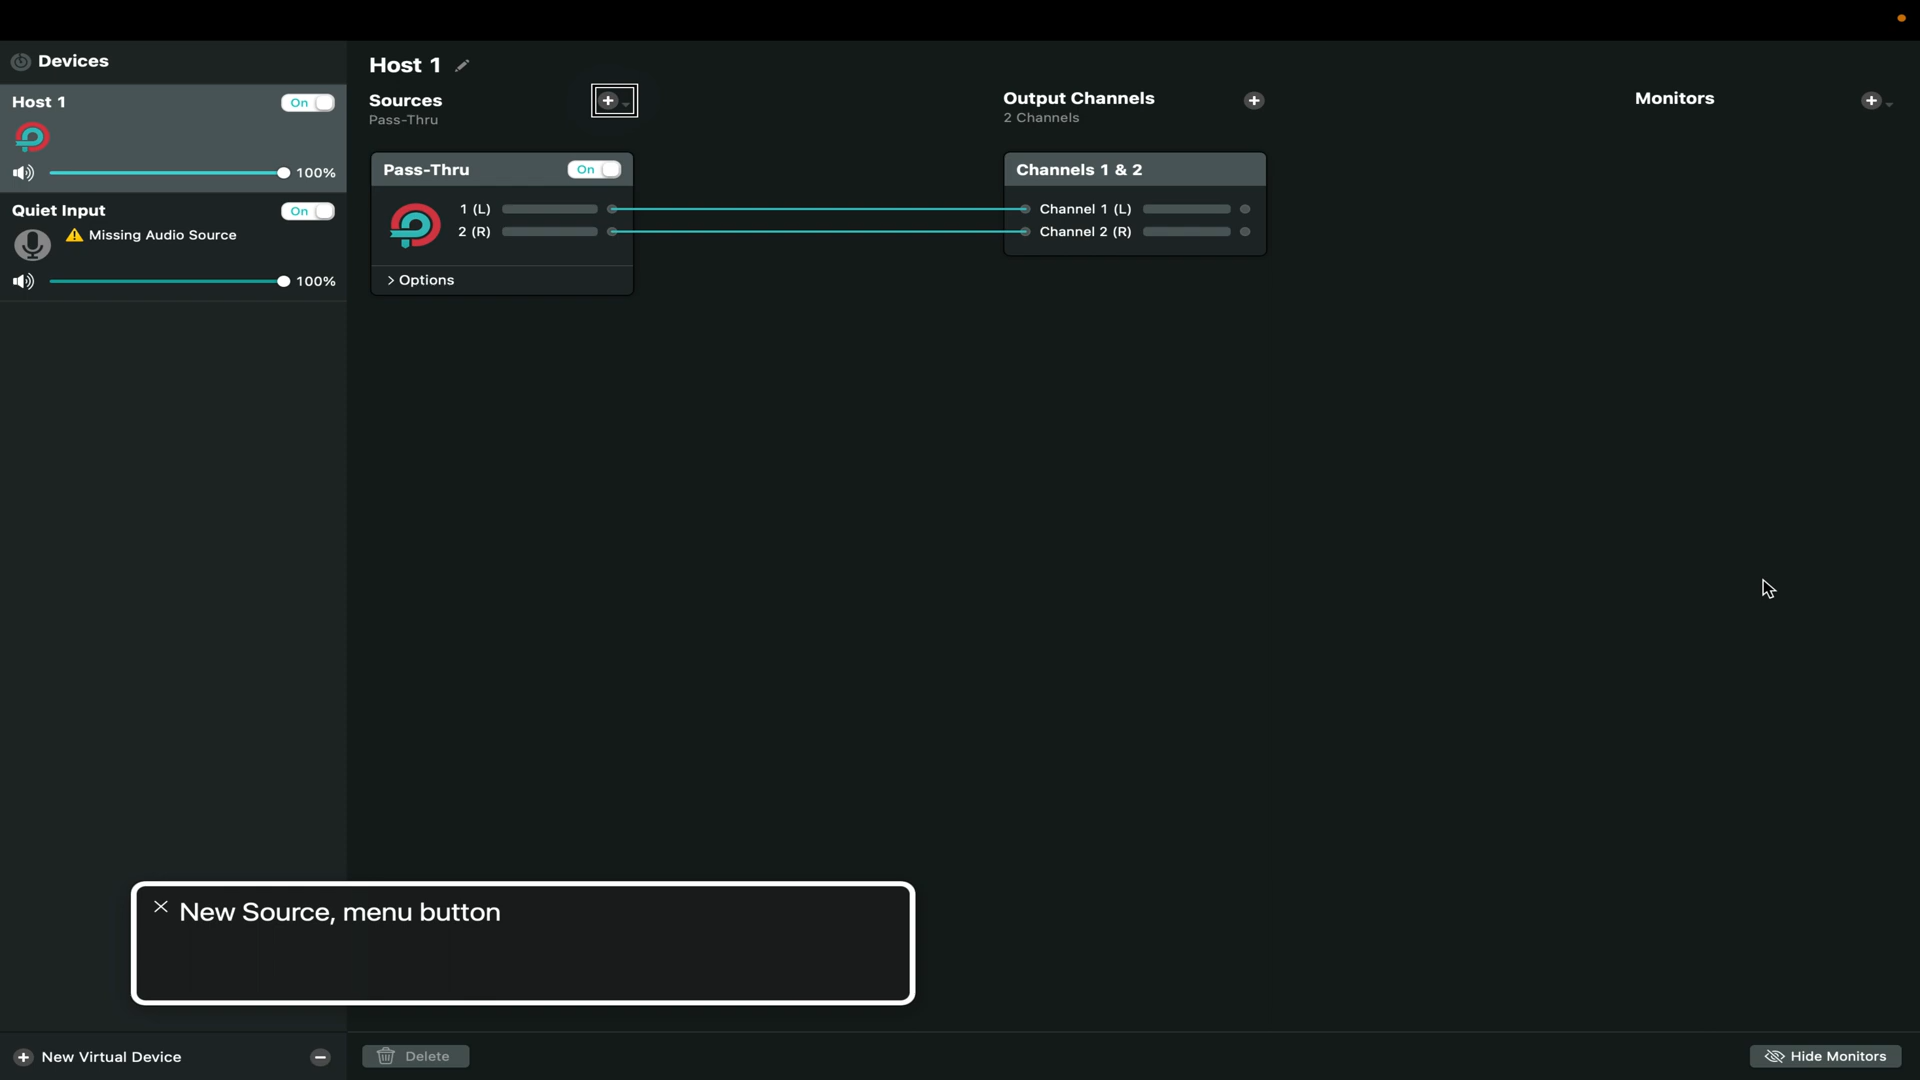 Devices
Host 1
On
100%
Quiet Input
On
Missing Audio Source
100%
New Virtual Device
Host 1
Sources
Pass-Thru
Pass-Thru
On
1 (L)
2 (R)
> Options
Output Channels
2 Channels
Channels 1 & 2
Channel 1 (L)
Channel 2 (R)
Monitors
New Source, menu button
Delete
Hide Monitors